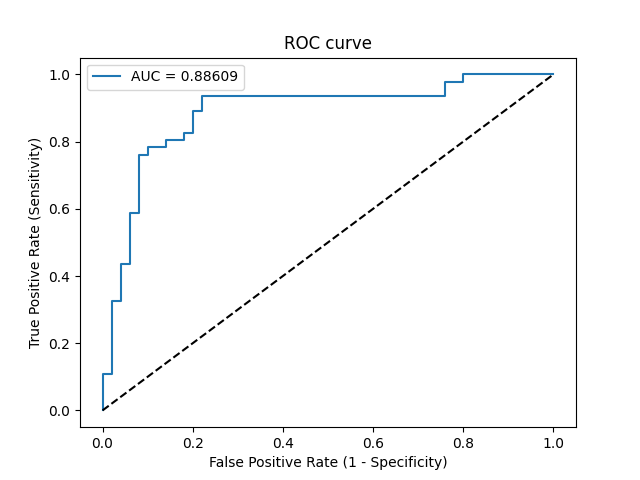 ROC curve
AUC = 0.88609
1.0
0.8
0.6
0.4
0.2
0.0
True Positive Rate (Sensitivity)
0.0 0.2 0.4 0.6 0.8 1.0
False Positive Rate (1 - Specificity)